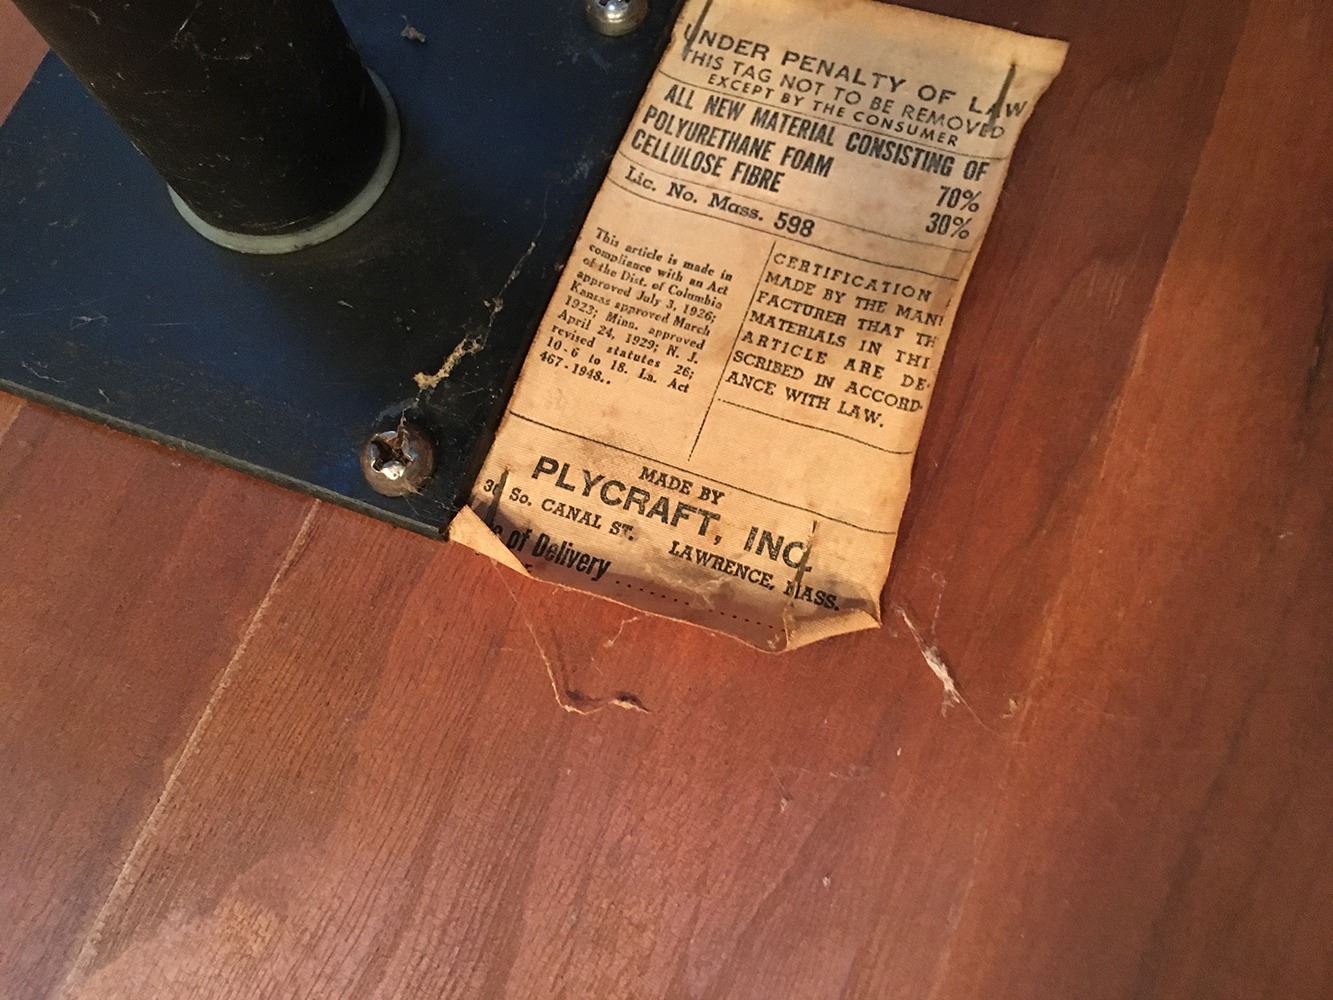 UNDER PENALTY OF LAW
THIS TAG NOT TO BE REMOVED
EXCEPT BY THE CONSUMER
ALL NEW MATERIAL CONSISTING OF
POLYURETHANE FOAM 70%
CELLULOSE FIBRE 30%
Lic. No. Mass. 598
This article is made in
compliance with an Act
of the Dist. of Columbia
approved July 3, 1926;
Kansas approved March
1923; Minn. approved
April 24, 1929; N. J.
revised statutes 26;
10-6 to 18. La. Act
467-1948..
CERTIFICATION
MADE BY THE MANU
FACTURER THAT TH
MATERIALS IN THI
ARTICLE ARE DE-
SCRIBED IN ACCORD-
ANCE WITH LAW.
MADE BY
PLYCRAFT, INC.
So. CANAL ST. LAWRENCE, MASS.
of Delivery